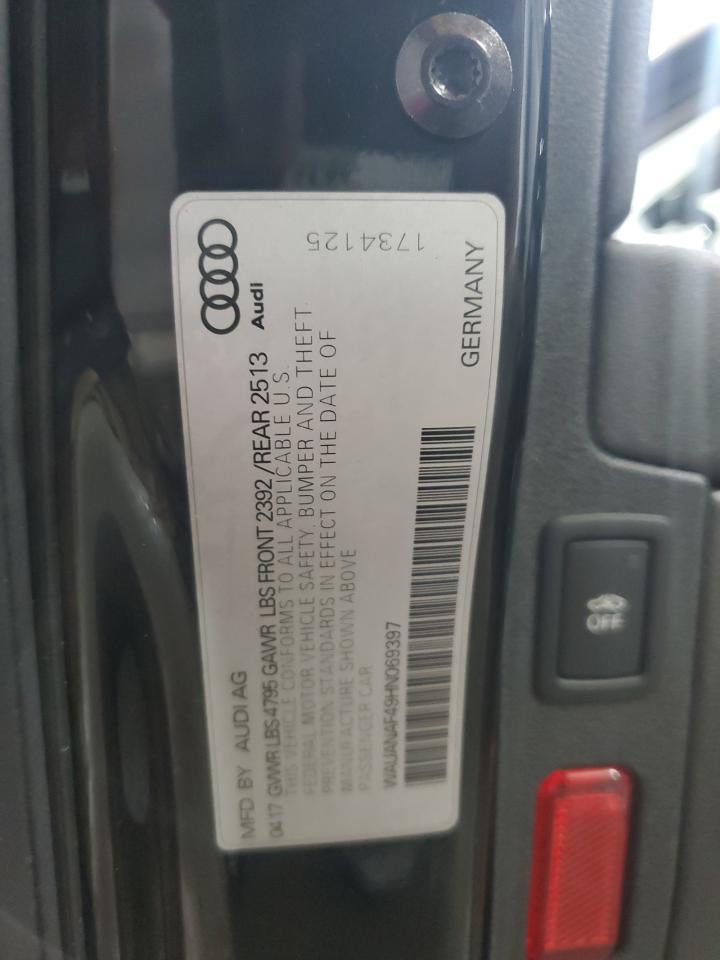 MFD BY AUDI AG
Audi
0417 GVWR LBS 4795 GAWR LBS FRONT 2392 / REAR 2513
THIS VEHICLE CONFORMS TO ALL APPLICABLE U.S.
FEDERAL MOTOR VEHICLE SAFETY, BUMPER AND THEFT
PREVENTION STANDARDS IN EFFECT ON THE DATE OF
MANUFACTURE SHOWN ABOVE
PASSENGER CAR
WAUANAF49HN069397
1734125
GERMANY
OFF